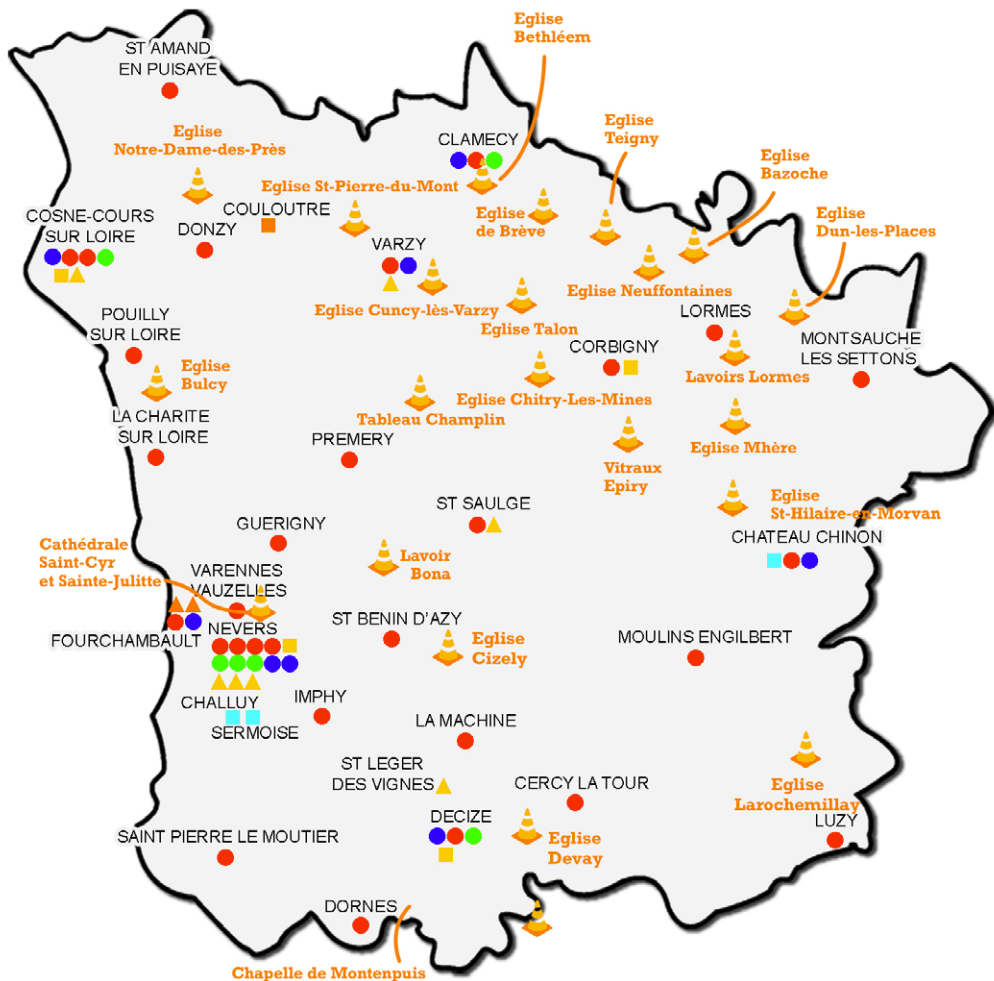 Eglise
Bethléem
ST AMAND
EN PUISAYE
Eglise
Teigny
Eglise
Notre-Dame-des-Près
CLAMECY
Eglise
Bazoche
Eglise St-Pierre-du-Mont
COULOUTRE
Eglise
de Brève
Eglise
Dun-les-Places
COSNE-COURS
SUR LOIRE
DONZY
VARZY
Eglise Neuffontaines
Eglise Cuncy-lès-Varzy
Eglise Talon
POUILLY
SUR LOIRE
LORMES
CORBIGNY
MONTSAUCHE
LES SETTONS
Eglise
Bulcy
Lavoirs Lormes
Eglise Chitry-Les-Mines
Tableau Champlin
LA CHARITE
SUR LOIRE
PREMERY
Eglise Mhère
Vitraux
Epiry
Eglise
St-Hilaire-en-Morvan
ST SAULGE
GUERIGNY
CHATEAU CHINON
Cathédrale
Saint-Cyr
et Sainte-Julitte
Lavoir
Bona
VARENNES
VAUZELLES
FOURCHAMBAULT
NEVERS
ST BENIN D'AZY
Eglise
Cizely
MOULINS ENGILBERT
CHALLUY
SERMOISE
IMPHY
LA MACHINE
ST LEGER
DES VIGNES
CERCY LA TOUR
Eglise
Larochemillay
LUZY
DECIZE
SAINT PIERRE LE MOUTIER
Eglise
Devay
DORNES
Chapelle de Montenpuis